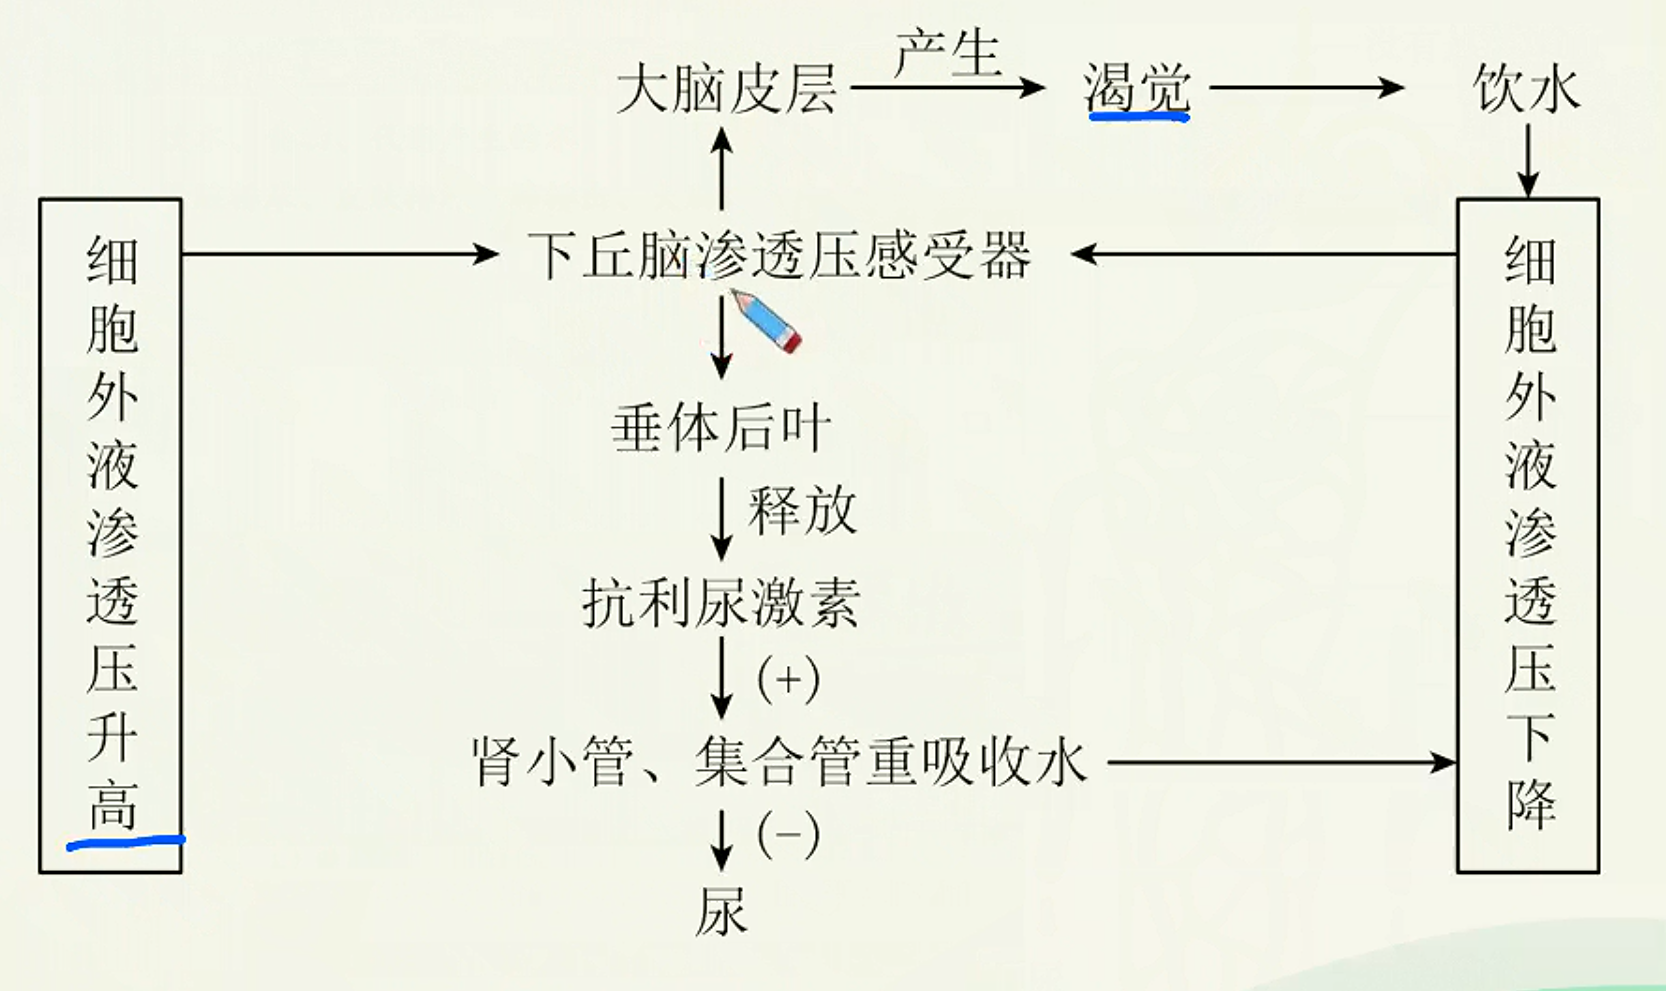 产生
大脑皮层
渴觉
饮水
细胞外液渗透压升高
下丘脑渗透压感受器
细胞外液渗透压下降
垂体后叶
释放
抗利尿激素
(+)
肾小管、集合管重吸收水
(−)
尿